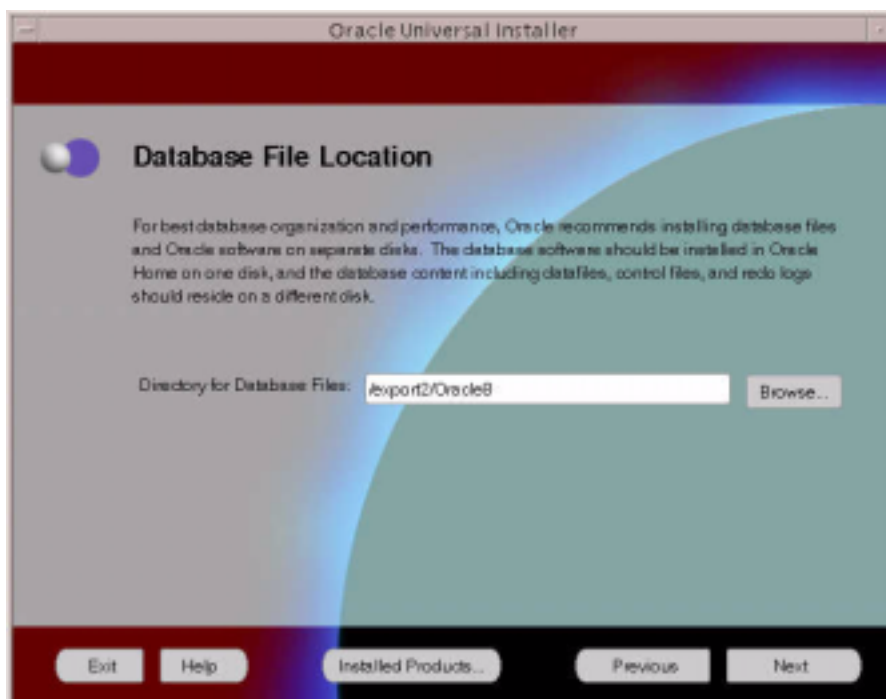 Oracle Universal Installer
Database File Location
For best database organization and performance, Oracle recommends installing database files
and Oracle software on separate disks. The database software should be installed in Oracle
Home on one disk, and the database content including datafiles, control files, and redo logs
should reside on a different disk.
Directory for Database Files: /export2/Oracle8 Browse...
Exit Help Installed Products... Previous Next